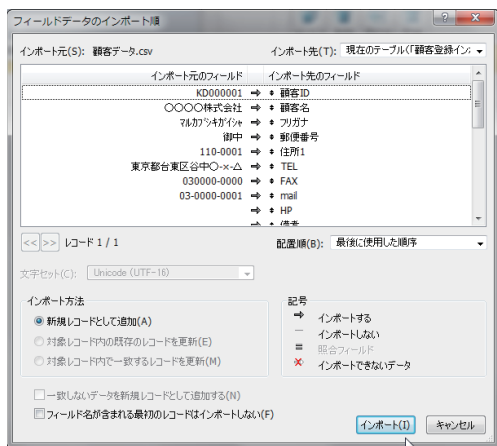 フィールドデータのインポート順
インポート元(S): 顧客データ.csv インポート先(T): 現在のテーブル(「顧客登録イン:
インポート元のフィールド インポート先のフィールド
KD000001 ⇒ 顧客ID
〇〇〇〇株式会社 ⇒ 顧客名
マルカブシキガイシャ ⇒ フリガナ
御中 ⇒ 郵便番号
110-0001 ⇒ 住所1
東京都台東区谷中〇-×-△ ⇒ TEL
030000-0000 ⇒ FAX
03-0000-0001 ⇒ mail
⇒ HP
⇒ 備考
<< >> レコード 1 / 1 配置順(B): 最後に使用した順序
文字セット(C): Unicode (UTF-16)
インポート方法
新規レコードとして追加(A)
対象レコード内の既存のレコードを更新(E)
対象レコード内で一致するレコードを更新(M)
記号
⇒ インポートする
− インポートしない
= 照合フィールド
× インポートできないデータ
一致しないデータを新規レコードとして追加する(N)
フィールド名が含まれる最初のレコードはインポートしない(F)
インポート(I) キャンセル